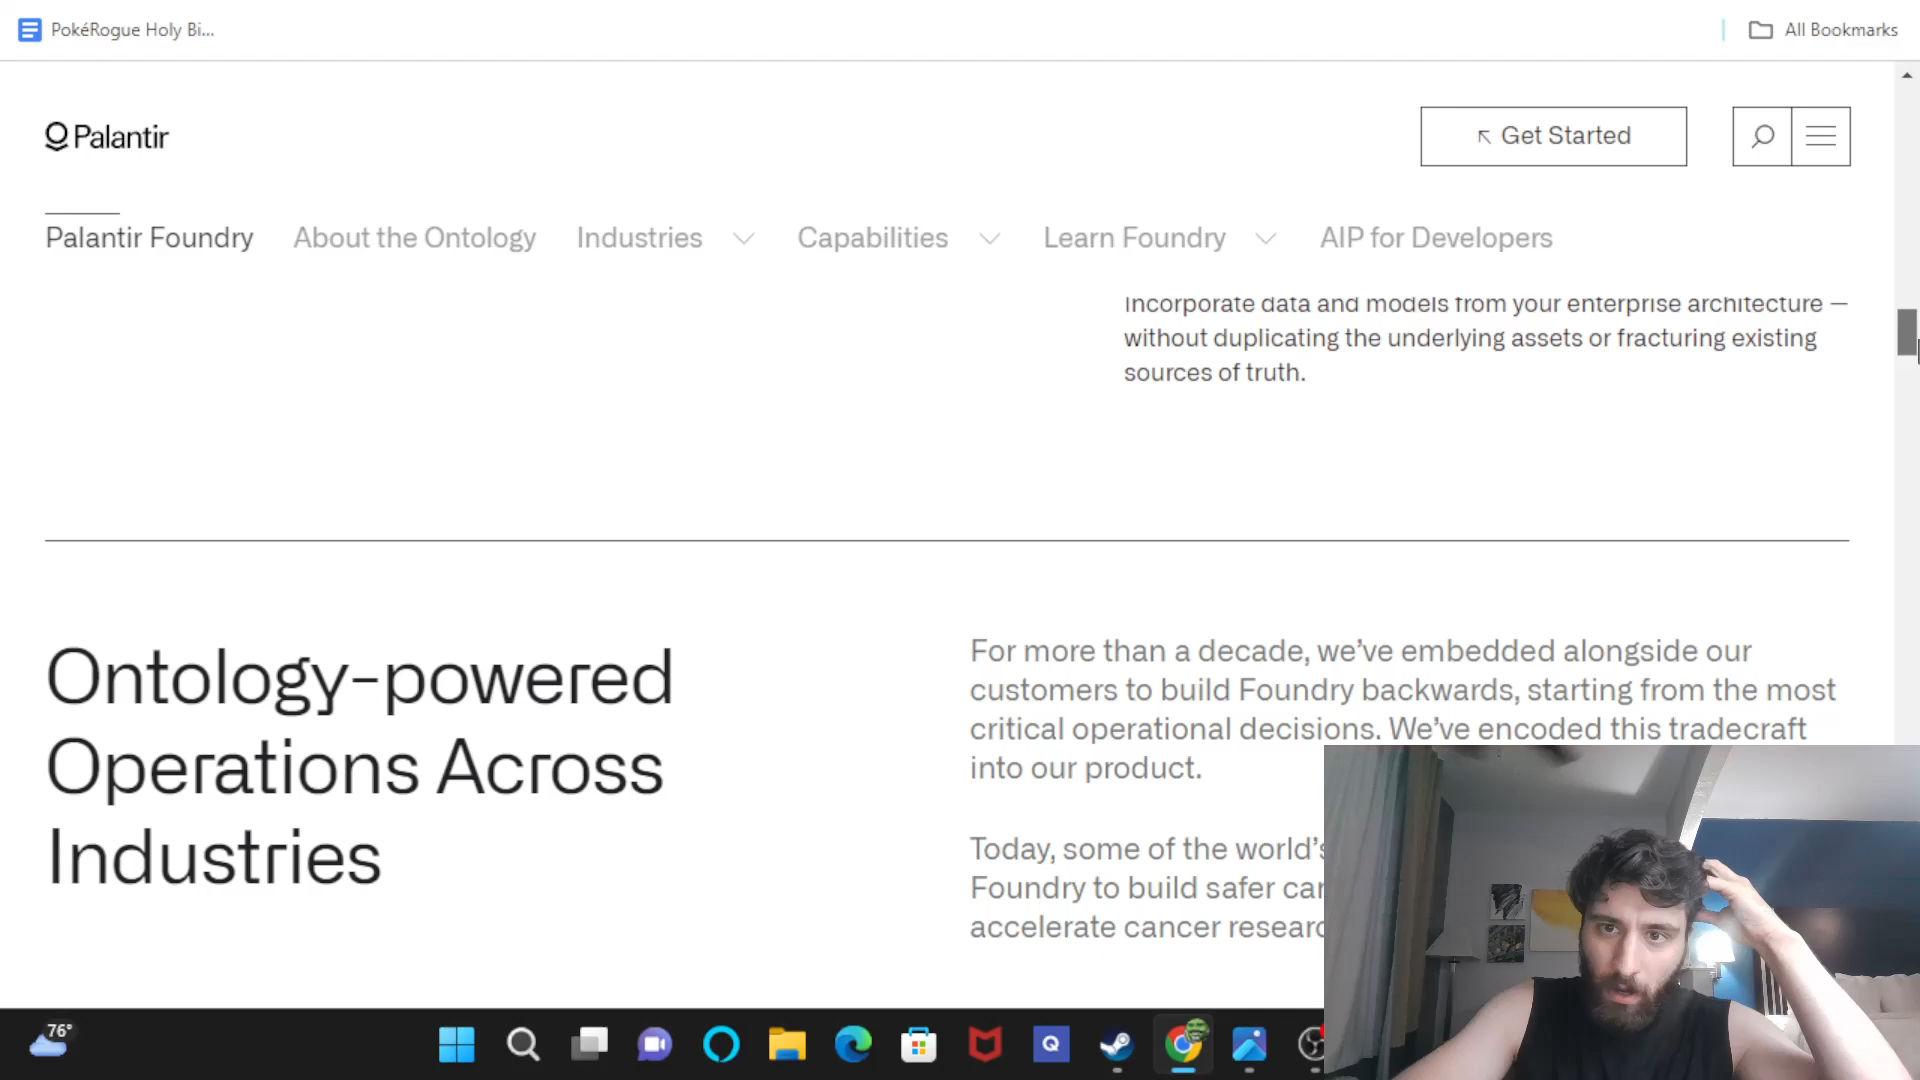 PokéRogue Holy Bi...
All Bookmarks
Palantir
Get Started
Palantir Foundry
About the Ontology
Industries
Capabilities
Learn Foundry
AIP for Developers
Incorporate data and models from your enterprise architecture —
without duplicating the underlying assets or fracturing existing
sources of truth.
Ontology-powered
Operations Across
Industries
For more than a decade, we’ve embedded alongside our
customers to build Foundry backwards, starting from the most
critical operational decisions. We’ve encoded this tradecraft
into our product.
Today, some of the world’s
Foundry to build safer car
accelerate cancer researc
76°
Q